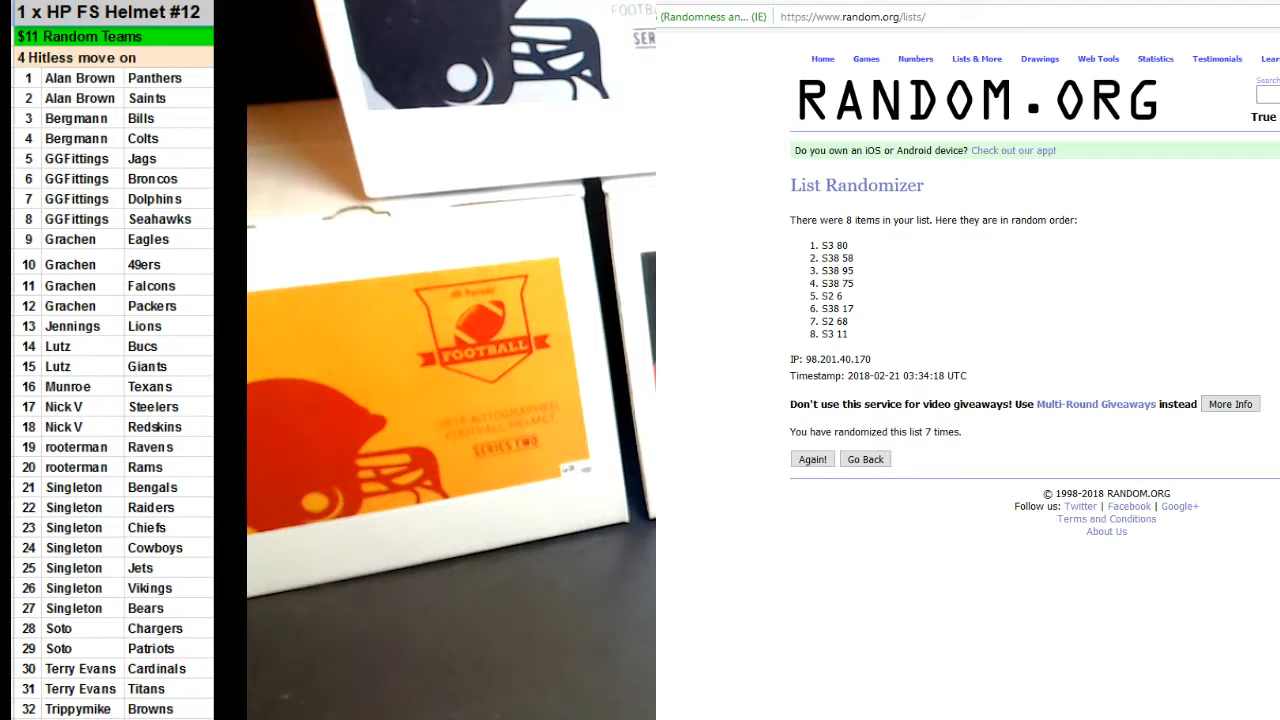 1 x HP FS Helmet #12
$11 Random Teams
4 Hitless move on
1 Alan Brown Panthers
2 Alan Brown Saints
3 Bergmann Bills
4 Bergmann Colts
5 GGFittings Jags
6 GGFittings Broncos
7 GGFittings Dolphins
8 GGFittings Seahawks
9 Grachen Eagles
10 Grachen 49ers
11 Grachen Falcons
12 Grachen Packers
13 Jennings Lions
14 Lutz Bucs
15 Lutz Giants
16 Munroe Texans
17 Nick V Steelers
18 Nick V Redskins
19 rooterman Ravens
20 rooterman Rams
21 Singleton Bengals
22 Singleton Raiders
23 Singleton Chiefs
24 Singleton Cowboys
25 Singleton Jets
26 Singleton Vikings
27 Singleton Bears
28 Soto Chargers
29 Soto Patriots
30 Terry Evans Cardinals
31 Terry Evans Titans
32 Trippymike Browns
FOOTBALL
AUTOGRAPHED
FOOTBALL HELMET
SERIES TWO
(Randomness an... (IE) https://www.random.org/lists/
Home Games Numbers Lists & More Drawings Web Tools Statistics Testimonials
Search
RANDOM.ORG
True
Do you own an iOS or Android device? Check out our app!
List Randomizer
There were 8 items in your list. Here they are in random order:
1. S3 80
2. S38 58
3. S38 95
4. S38 75
5. S2 6
6. S38 17
7. S2 68
8. S3 11
IP: 98.201.40.170
Timestamp: 2018-02-21 03:34:18 UTC
Don't use this service for video giveaways! Use Multi-Round Giveaways instead More Info
You have randomized this list 7 times.
Again! Go Back
© 1998-2018 RANDOM.ORG
Follow us: Twitter | Facebook | Google+
Terms and Conditions
About Us